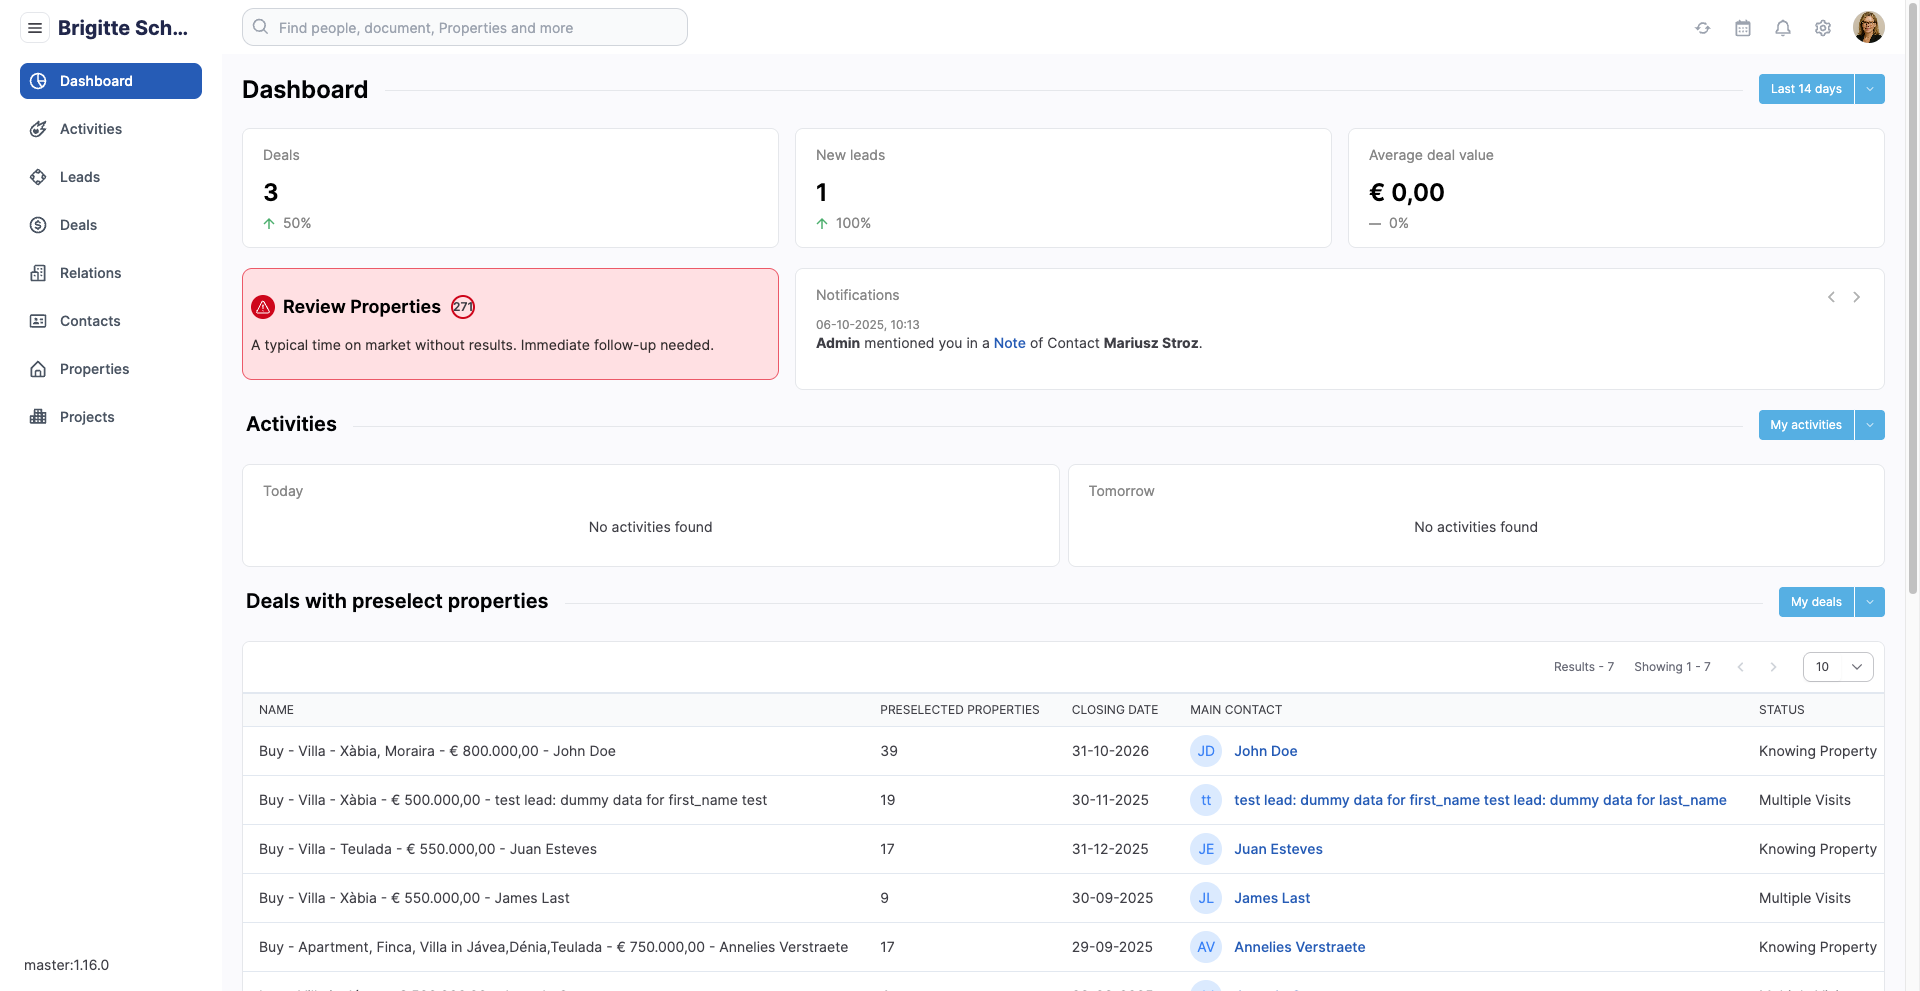 Brigitte Sch...
Find people, document, Properties and more
Dashboard
Activities
Leads
Deals
Relations
Contacts
Properties
Projects
master:1.16.0
Dashboard
Last 14 days
Deals
3
50%
New leads
1
100%
Average deal value
€ 0,00
0%
Review Properties 271
A typical time on market without results. Immediate follow-up needed.
Notifications
06-10-2025, 10:13
Admin mentioned you in a Note of Contact Mariusz Stroz.
Activities
My activities
Today
No activities found
Tomorrow
No activities found
Deals with preselect properties
My deals
Results - 7 Showing 1 - 7 10
NAME PRESELECTED PROPERTIES CLOSING DATE MAIN CONTACT STATUS
Buy - Villa - Xàbia, Moraira - € 800.000,00 - John Doe 39 31-10-2026 JD John Doe Knowing Property
Buy - Villa - Xàbia - € 500.000,00 - test lead: dummy data for first_name test 19 30-11-2025 tt test lead: dummy data for first_name test lead: dummy data for last_name Multiple Visits
Buy - Villa - Teulada - € 550.000,00 - Juan Esteves 17 31-12-2025 JE Juan Esteves Knowing Property
Buy - Villa - Xàbia - € 550.000,00 - James Last 9 30-09-2025 JL James Last Multiple Visits
Buy - Apartment, Finca, Villa in Jávea,Dénia,Teulada - € 750.000,00 - Annelies Verstraete 17 29-09-2025 AV Annelies Verstraete Knowing Property